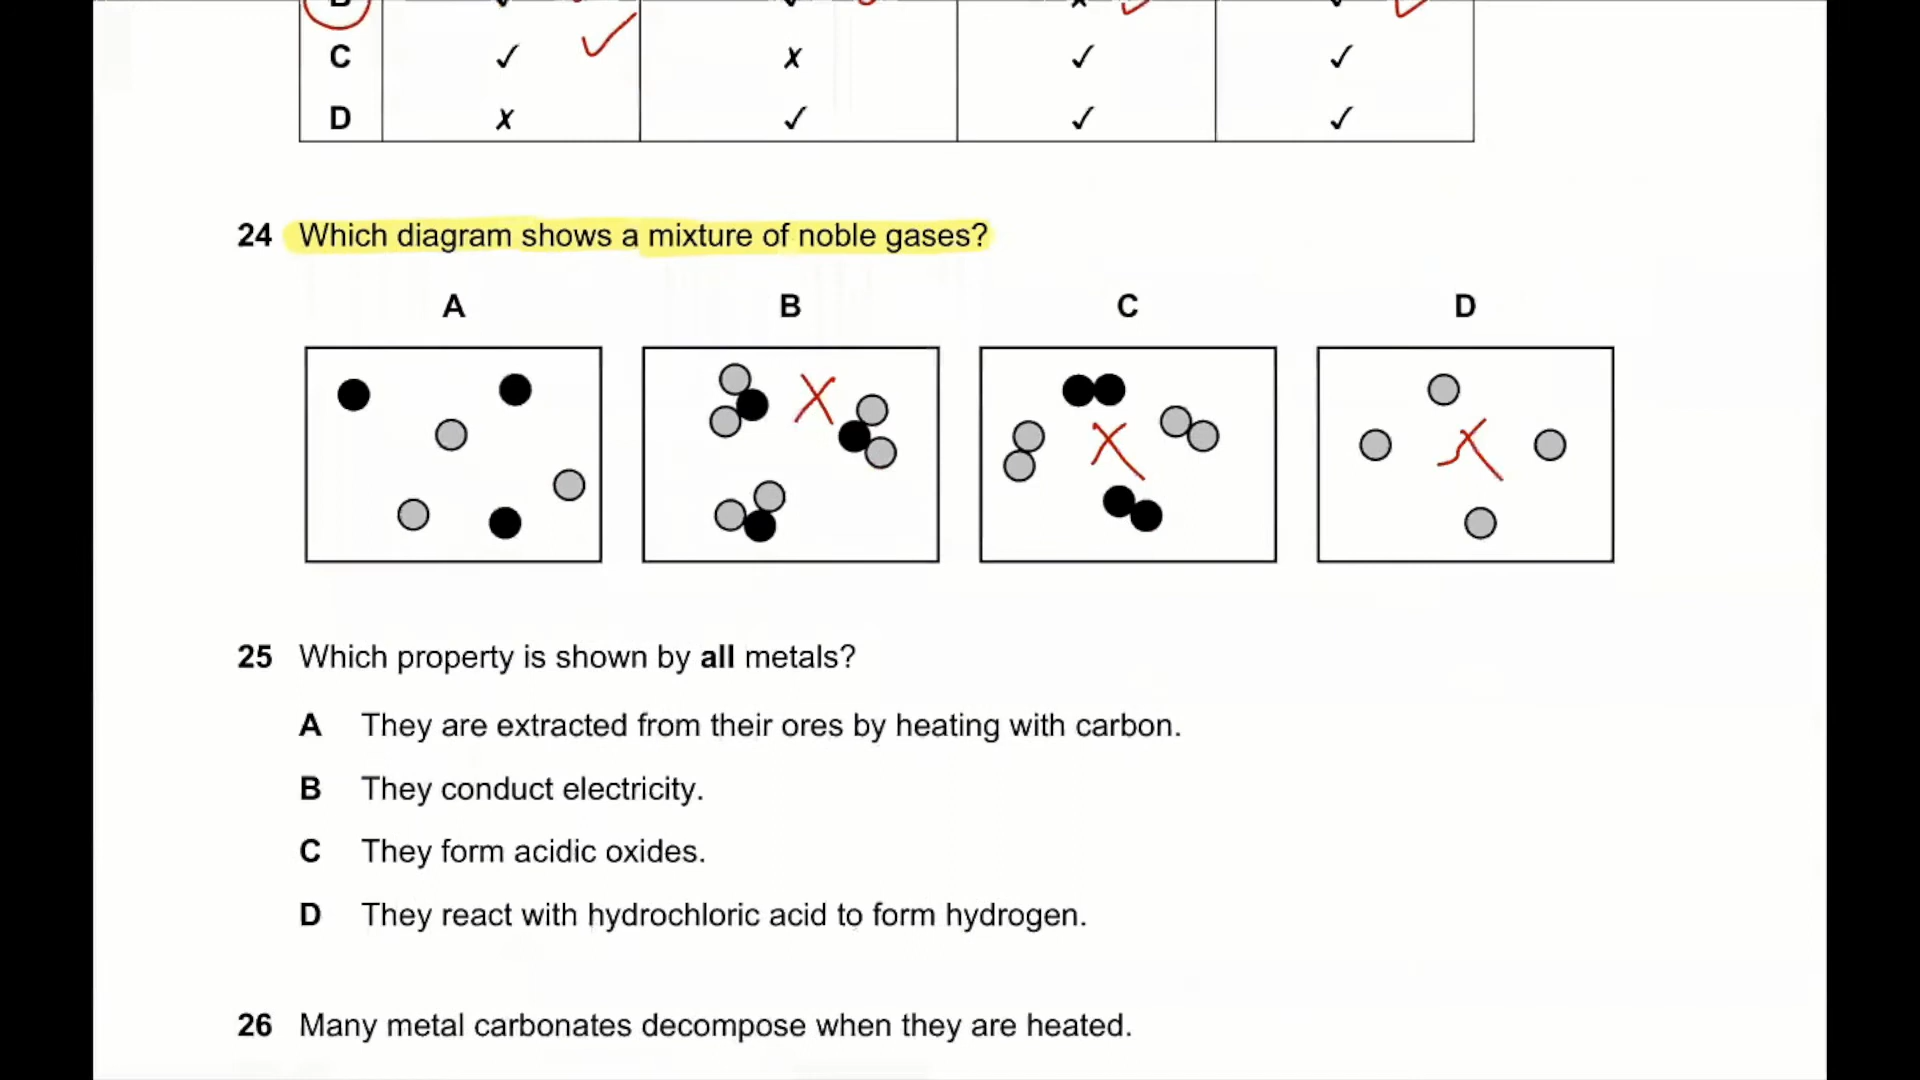 C ✓ ✗ ✓ ✓
D ✗ ✓ ✓ ✓
24 Which diagram shows a mixture of noble gases?
A B C D
25 Which property is shown by all metals?
A They are extracted from their ores by heating with carbon.
B They conduct electricity.
C They form acidic oxides.
D They react with hydrochloric acid to form hydrogen.
26 Many metal carbonates decompose when they are heated.